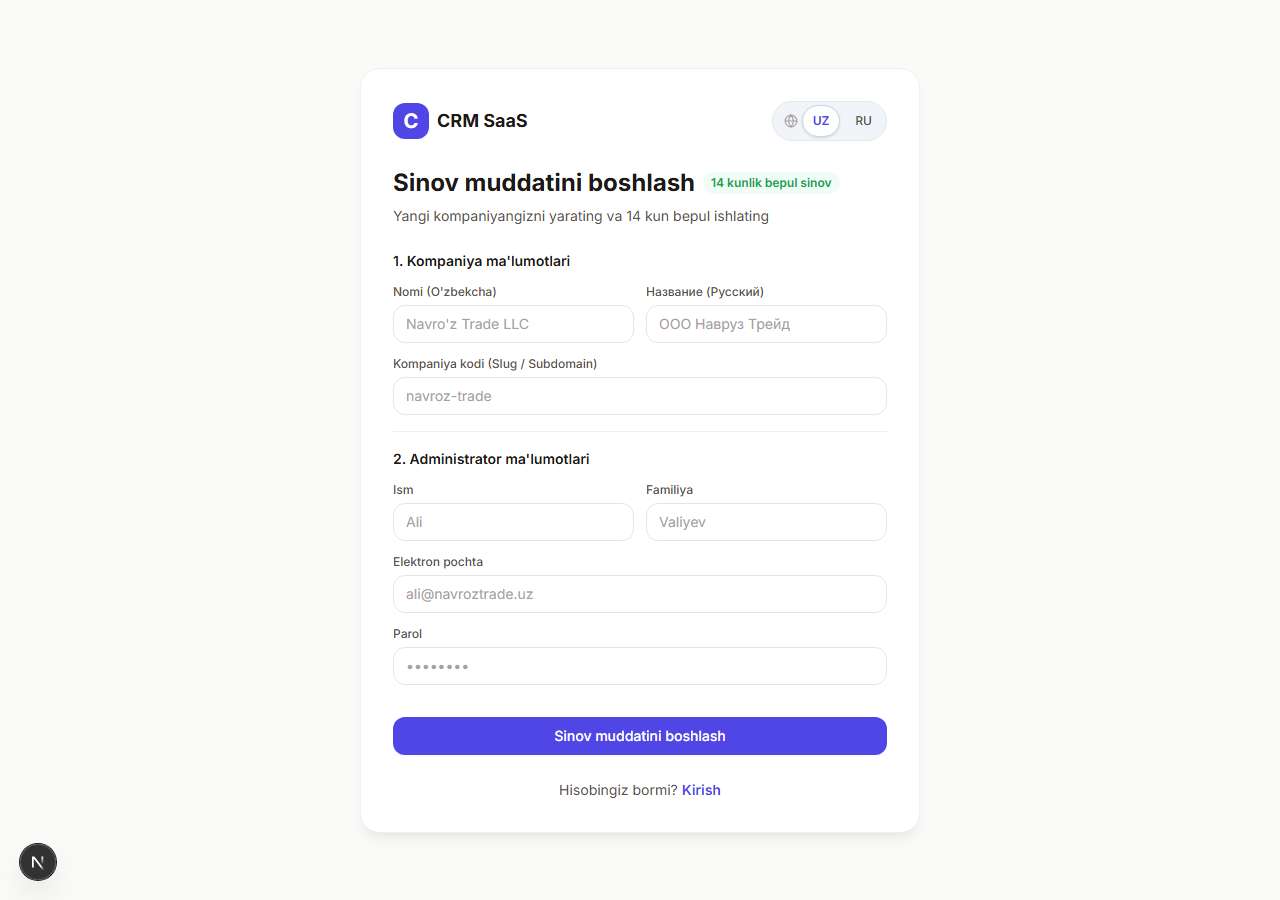 C CRM SaaS
UZ RU
Sinov muddatini boshlash 14 kunlik bepul sinov
Yangi kompaniyangizni yarating va 14 kun bepul ishlating
1. Kompaniya ma'lumotlari
Nomi (O'zbekcha) Название (Русский)
Navro'z Trade LLC ООО Навруз Трейд
Kompaniya kodi (Slug / Subdomain)
navroz-trade
2. Administrator ma'lumotlari
Ism Familiya
Ali Valiyev
Elektron pochta
ali@navroztrade.uz
Parol
••••••••
Sinov muddatini boshlash
Hisobingiz bormi? Kirish
N